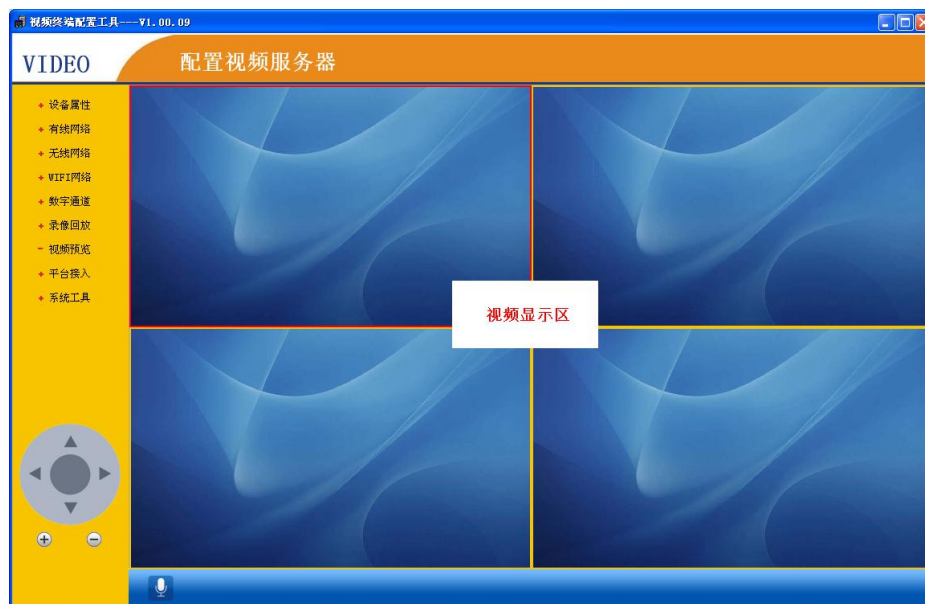 视频终端配置工具---V1.00.09
VIDEO
配置视频服务器
设备属性
有线网络
无线网络
WIFI网络
数字通道
录像回放
视频预览
平台接入
系统工具
视频显示区